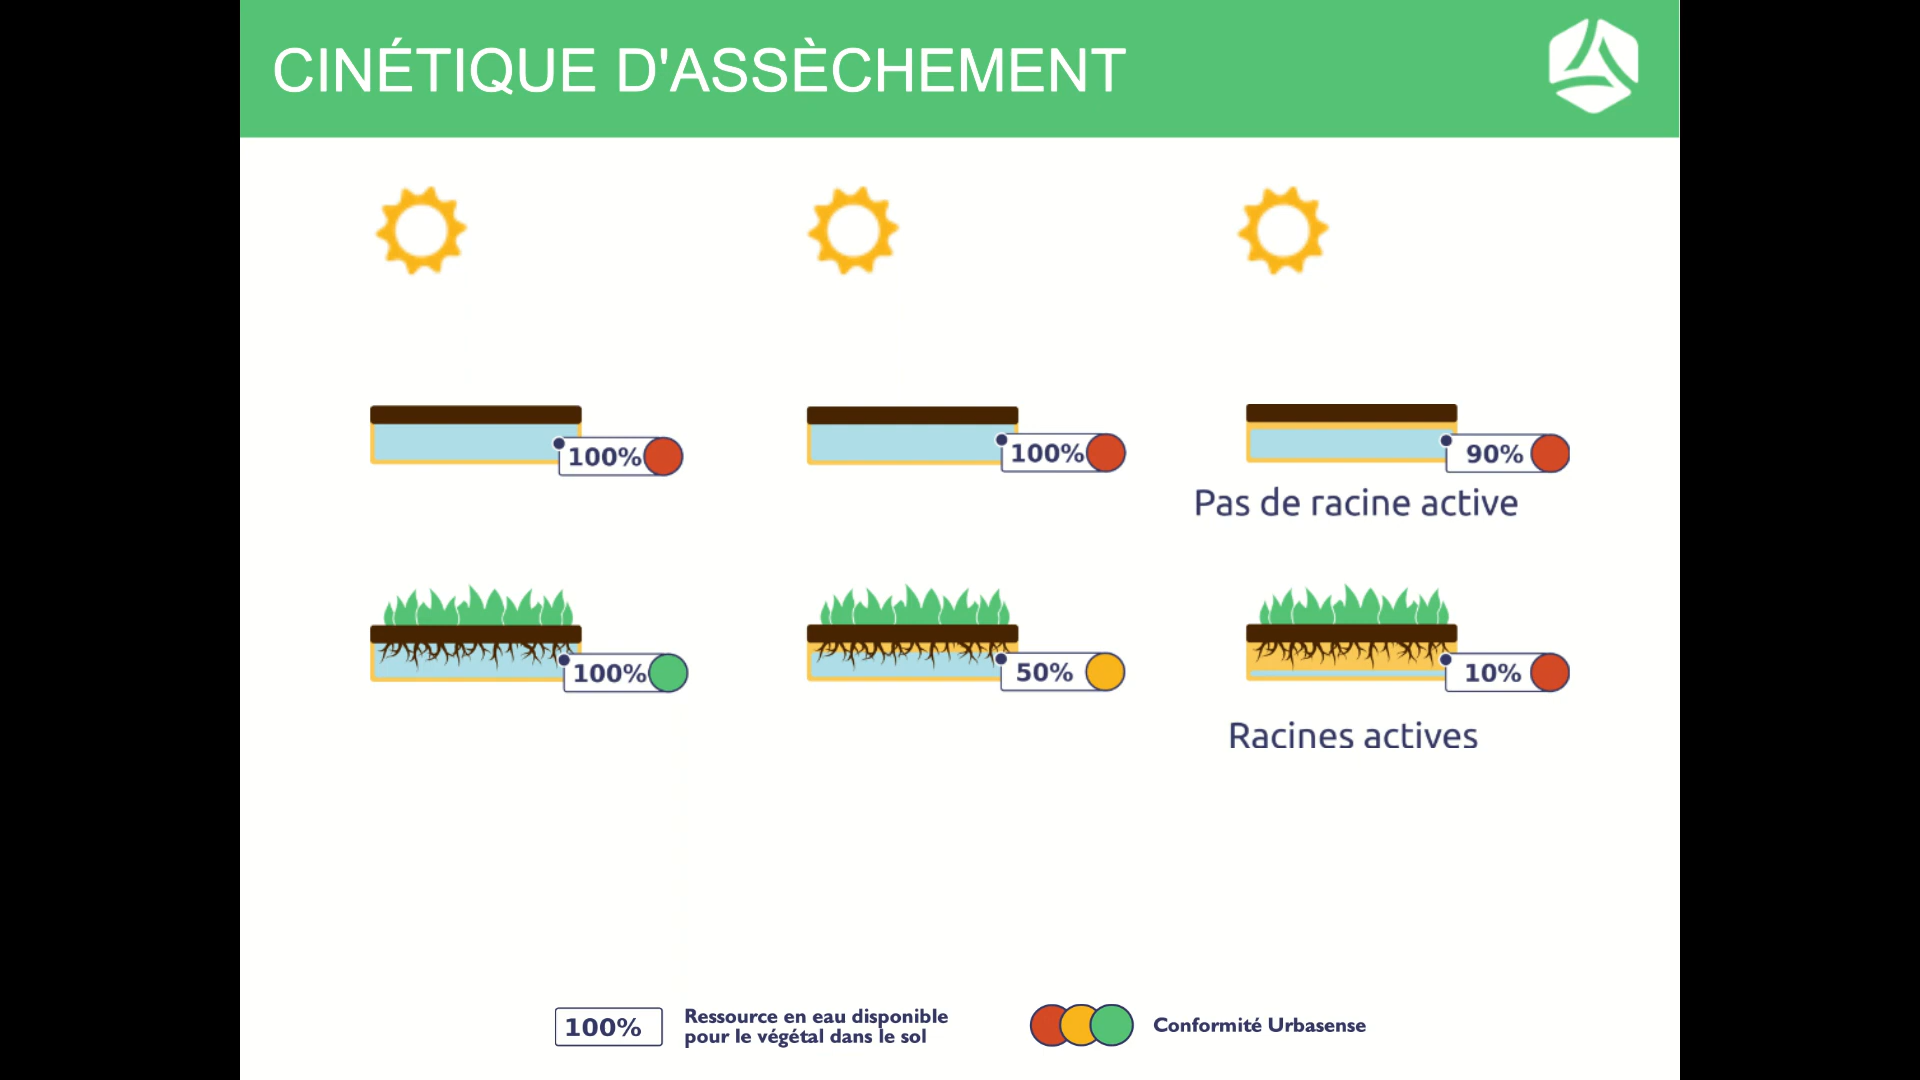 CINÉTIQUE D'ASSÈCHEMENT
100%
100%
90%
Pas de racine active
100%
50%
10%
Racines actives
100%
Ressource en eau disponible
pour le végétal dans le sol
Conformité Urbasense